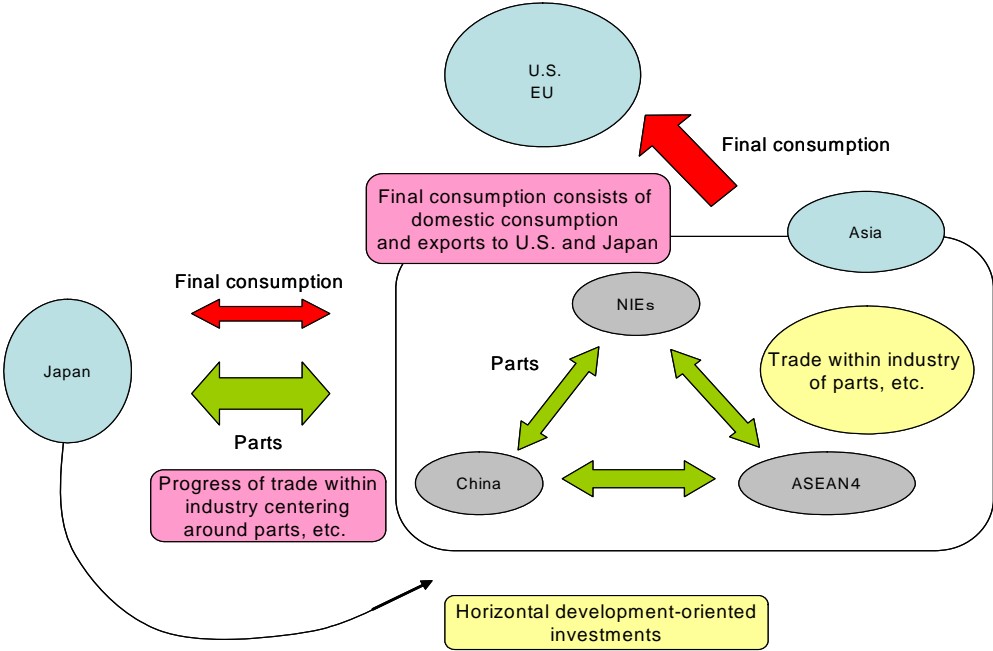 U.S.
EU
Final consumption
Final consumption consists of
domestic consumption
and exports to U.S. and Japan
Asia
Final consumption
NIEs
Japan
Parts
Trade within industry
of parts, etc.
Parts
Progress of trade within
industry centering
around parts, etc.
China
ASEAN4
Horizontal development-oriented
investments